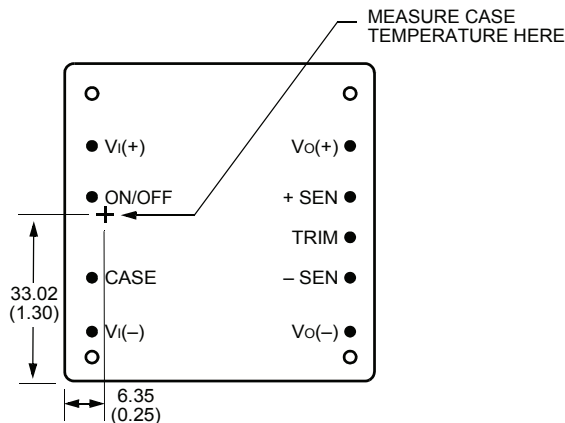 MEASURE CASE
TEMPERATURE HERE
VI(+)
VO(+)
ON/OFF
+ SEN
TRIM
CASE
– SEN
33.02
(1.30)
VI(–)
VO(–)
6.35
(0.25)